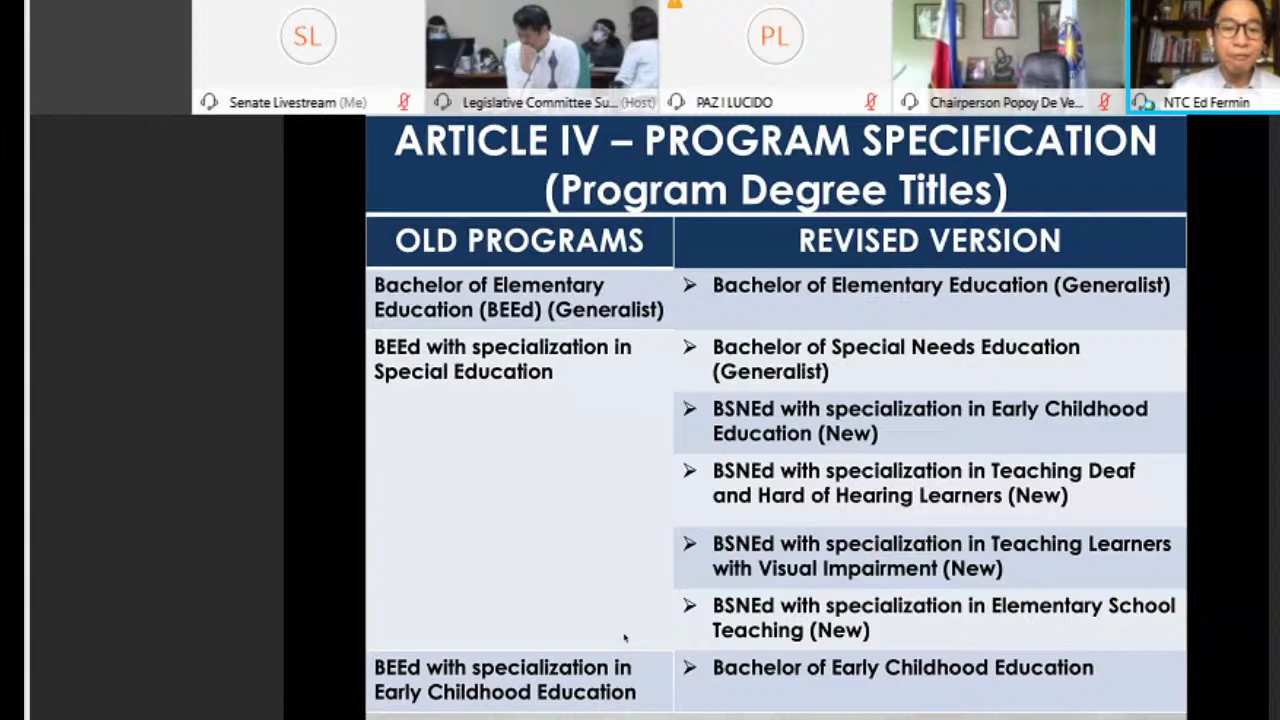 SL
PL
Senate Livestream (Me)
Legislative Committee Su... (Host)
PAZ I LUCIDO
Chairperson Popoy De Ve...
NTC Ed Fermin
ARTICLE IV – PROGRAM SPECIFICATION
(Program Degree Titles)
OLD PROGRAMS
REVISED VERSION
Bachelor of Elementary
Education (BEEd) (Generalist)
➢ Bachelor of Elementary Education (Generalist)
BEEd with specialization in
Special Education
➢ Bachelor of Special Needs Education
(Generalist)
➢ BSNEd with specialization in Early Childhood
Education (New)
➢ BSNEd with specialization in Teaching Deaf
and Hard of Hearing Learners (New)
➢ BSNEd with specialization in Teaching Learners
with Visual Impairment (New)
➢ BSNEd with specialization in Elementary School
Teaching (New)
BEEd with specialization in
Early Childhood Education
➢ Bachelor of Early Childhood Education